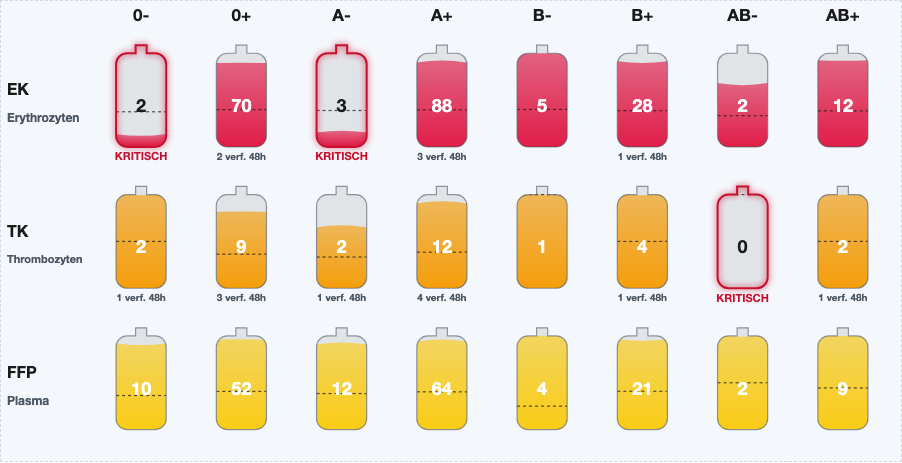 0- 0+ A- A+ B- B+ AB- AB+
EK
Erythrozyten
2 70 3 88 5 28 2 12
KRITISCH 2 verf. 48h KRITISCH 3 verf. 48h 1 verf. 48h
TK
Thrombozyten
2 9 2 12 1 4 0 2
1 verf. 48h 3 verf. 48h 1 verf. 48h 4 verf. 48h 1 verf. 48h KRITISCH 1 verf. 48h
FFP
Plasma
10 52 12 64 4 21 2 9